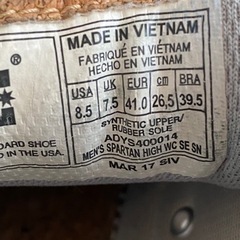 MADE IN VIETNAM
FABRIQUÉ EN VIÊTNAM
HECHO EN VIETNAM
USA UK EUR cm BRA
8.5 7.5 41.0 26,5 39.5
SYNTHETIC UPPER/
RUBBER SOLE
ADYS400014
MEN'S SPARTAN HIGH WC SE SN
MAR 17 SIV
®
OARD SHOE
D IN THE USA.